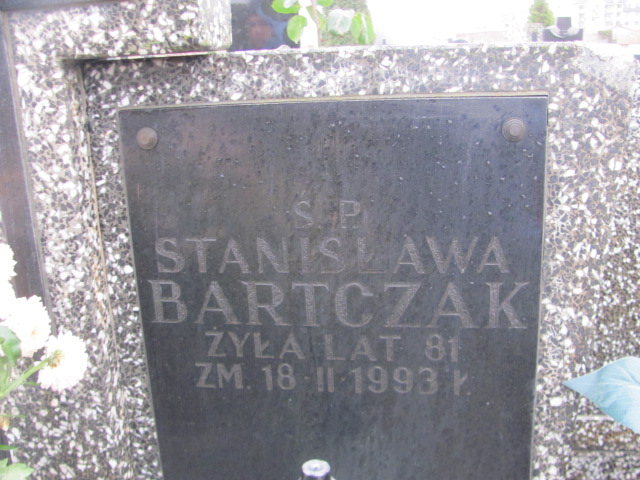 Ś. P.
STANISŁAWA
BARTCZAK
ŻYŁA LAT 81
ZM. 18 II 1993 r.